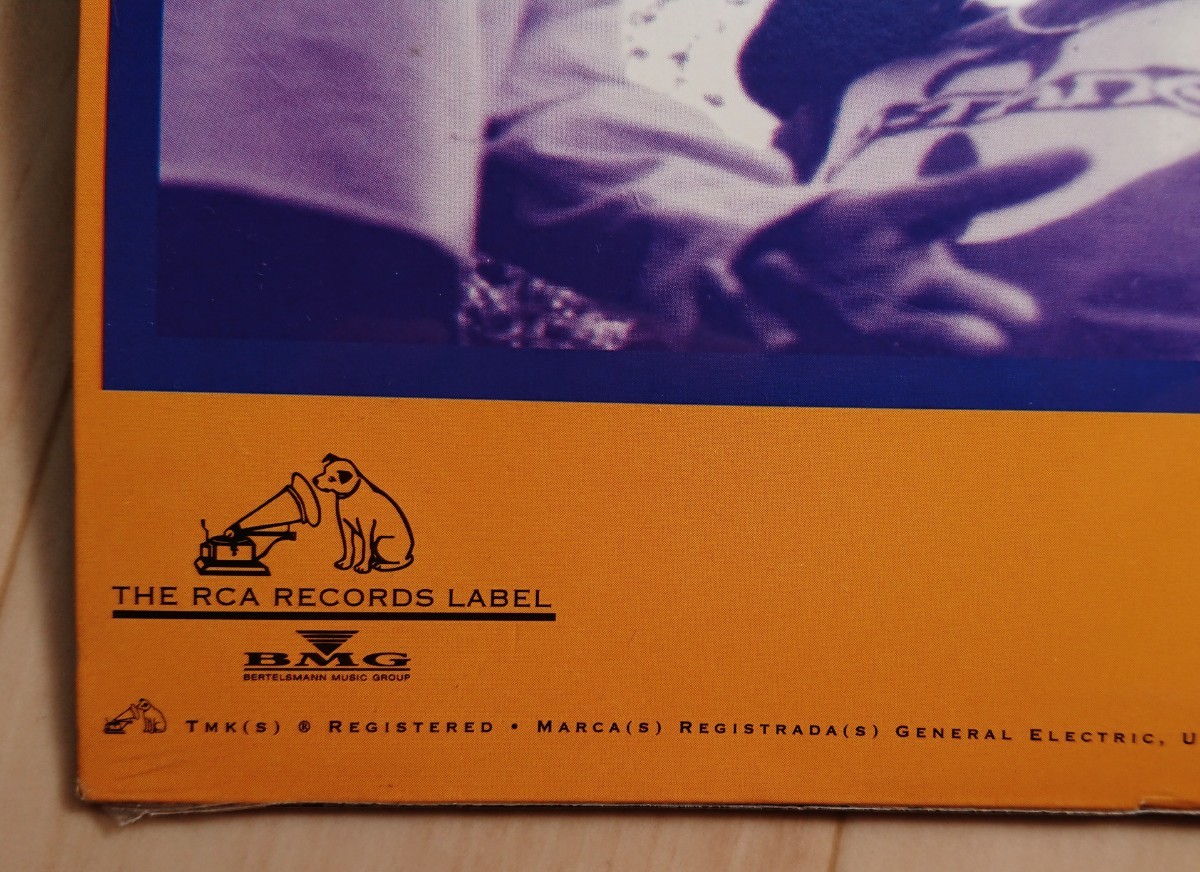 THE RCA RECORDS LABEL
BMG
BERTELSMANN MUSIC GROUP
TMK(S) ® REGISTERED • MARCA(S) REGISTRADA(S) GENERAL ELECTRIC, U